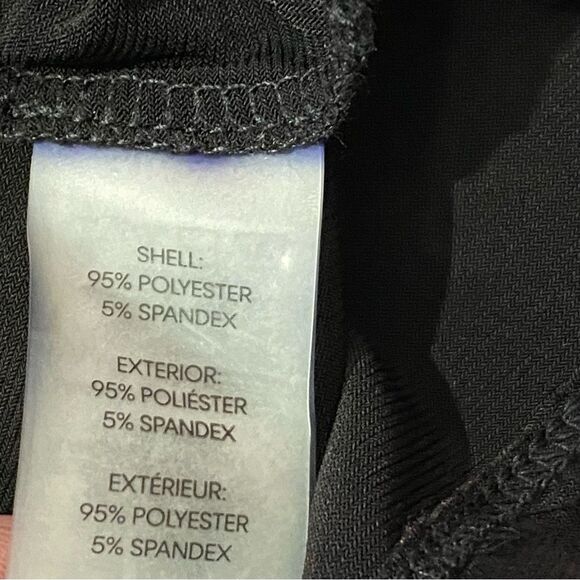 SHELL:
95% POLYESTER
5% SPANDEX
EXTERIOR:
95% POLIÉSTER
5% SPANDEX
EXTÉRIEUR:
95% POLYESTER
5% SPANDEX